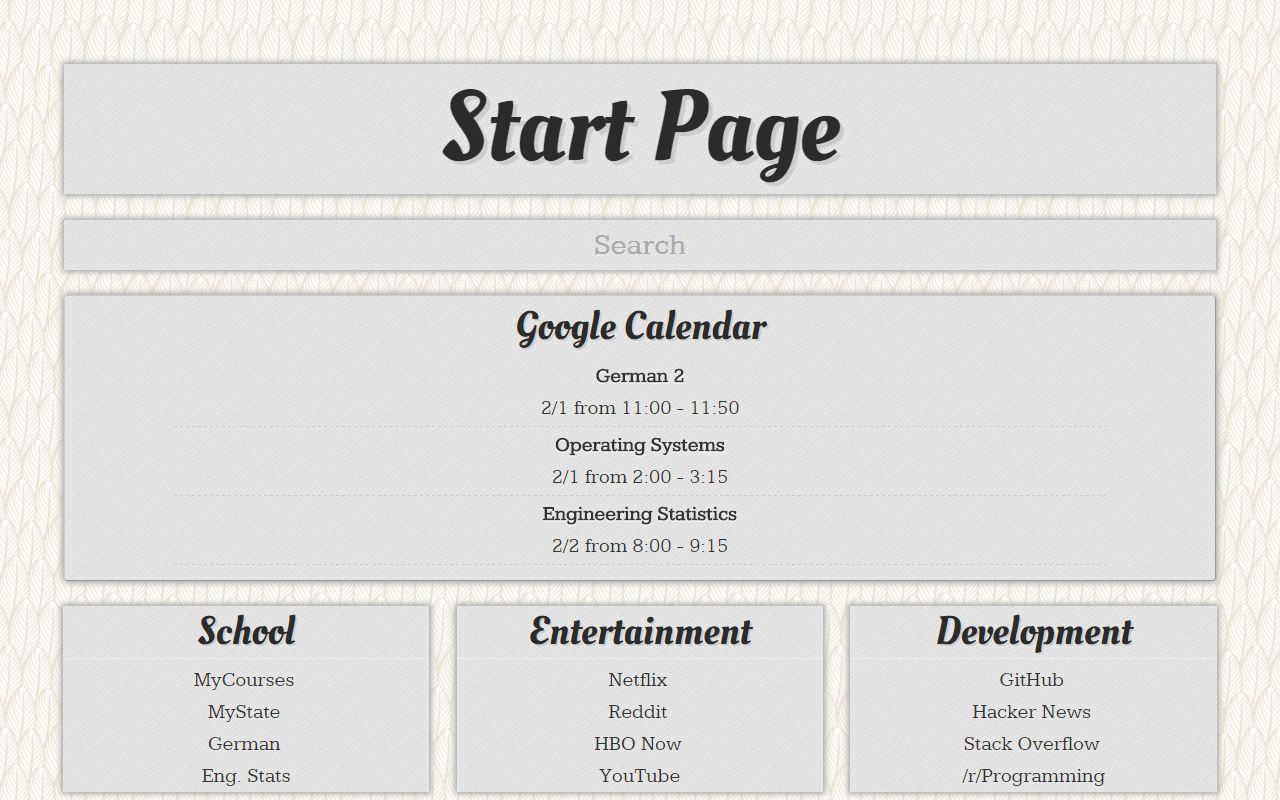 Start Page
Search
Google Calendar
German 2
2/1 from 11:00 - 11:50
Operating Systems
2/1 from 2:00 - 3:15
Engineering Statistics
2/2 from 8:00 - 9:15
School
MyCourses
MyState
German
Eng. Stats
Entertainment
Netflix
Reddit
HBO Now
YouTube
Development
GitHub
Hacker News
Stack Overflow
/r/Programming